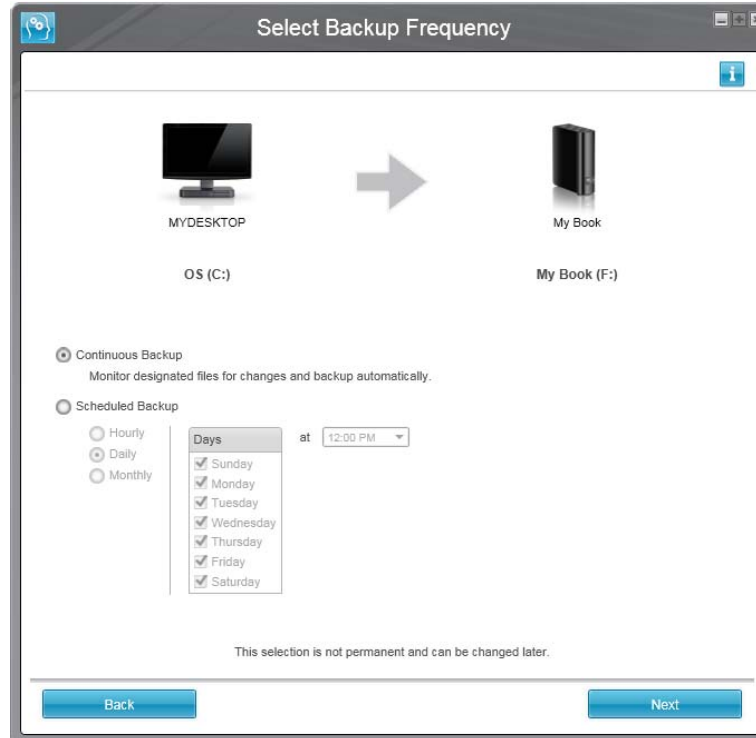 Select Backup Frequency
i
MYDESKTOP
My Book
OS (C:)
My Book (F:)
Continuous Backup
Monitor designated files for changes and backup automatically.
Scheduled Backup
Hourly
Daily
Monthly
Days
at
12:00 PM
Sunday
Monday
Tuesday
Wednesday
Thursday
Friday
Saturday
This selection is not permanent and can be changed later.
Back
Next